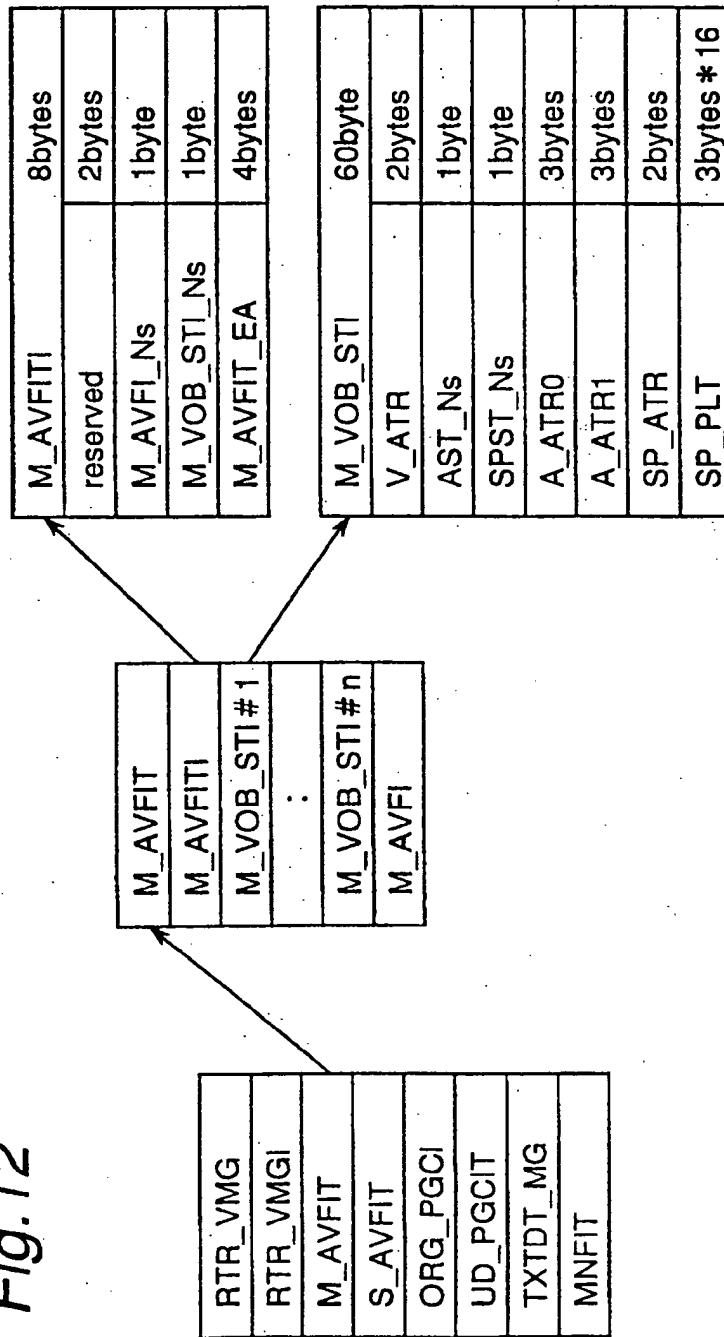 Fig.12
RTR_VMG
RTR_VMGI
M_AVFIT
S_AVFIT
ORG_PGCI
UD_PGCIT
TXTDT_MG
MNFIT
M_AVFIT
M_AVFITI
M_VOB_STI#1
:
M_VOB_STI#n
M_AVFI
M_AVFITI 8bytes
reserved 2bytes
M_AVFI_Ns 1byte
M_VOB_STI_Ns 1byte
M_AVFIT_EA 4bytes
M_VOB_STI 60byte
V_ATR 2bytes
AST_Ns 1byte
SPST_Ns 1byte
A_ATR0 3bytes
A_ATR1 3bytes
SP_ATR 2bytes
SP_PLT 3bytes*16